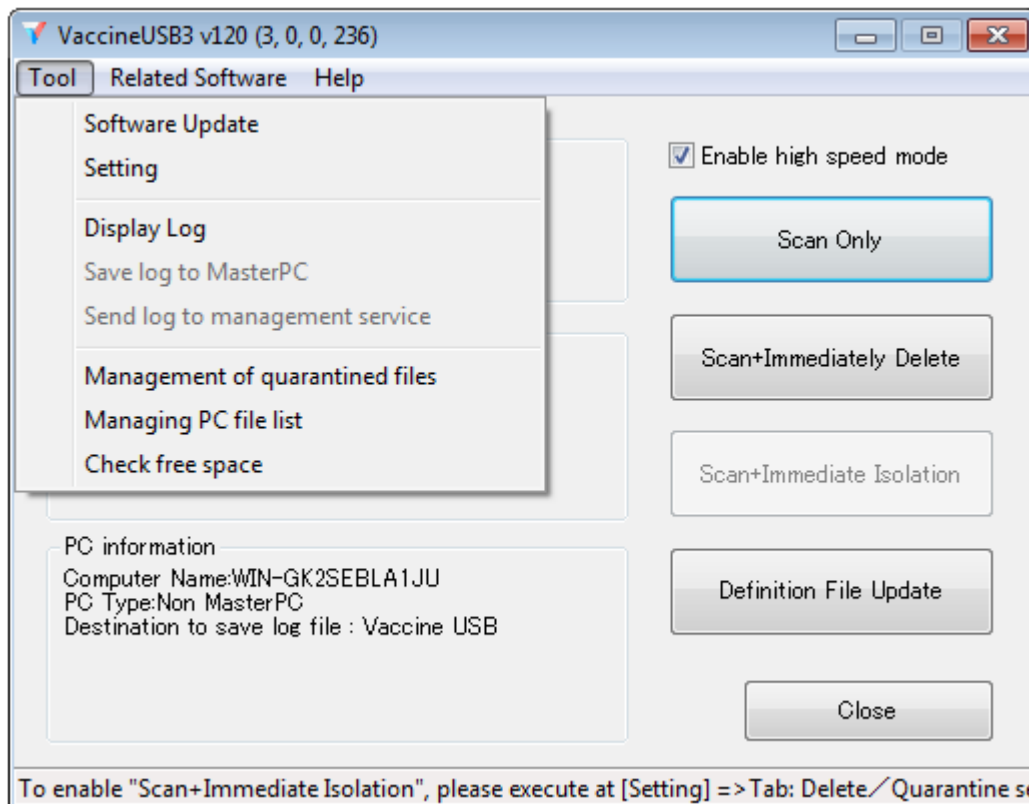 VaccineUSB3 v120 (3, 0, 0, 236)
Tool Related Software Help
Software Update
Setting
Display Log
Save log to MasterPC
Send log to management service
Management of quarantined files
Managing PC file list
Check free space
Enable high speed mode
Scan Only
Scan+Immediately Delete
Scan+Immediate Isolation
Definition File Update
Close
PC information
Computer Name:WIN-GK2SEBLA1JU
PC Type:Non MasterPC
Destination to save log file : Vaccine USB
To enable "Scan+Immediate Isolation", please execute at [Setting] =>Tab: Delete／Quarantine